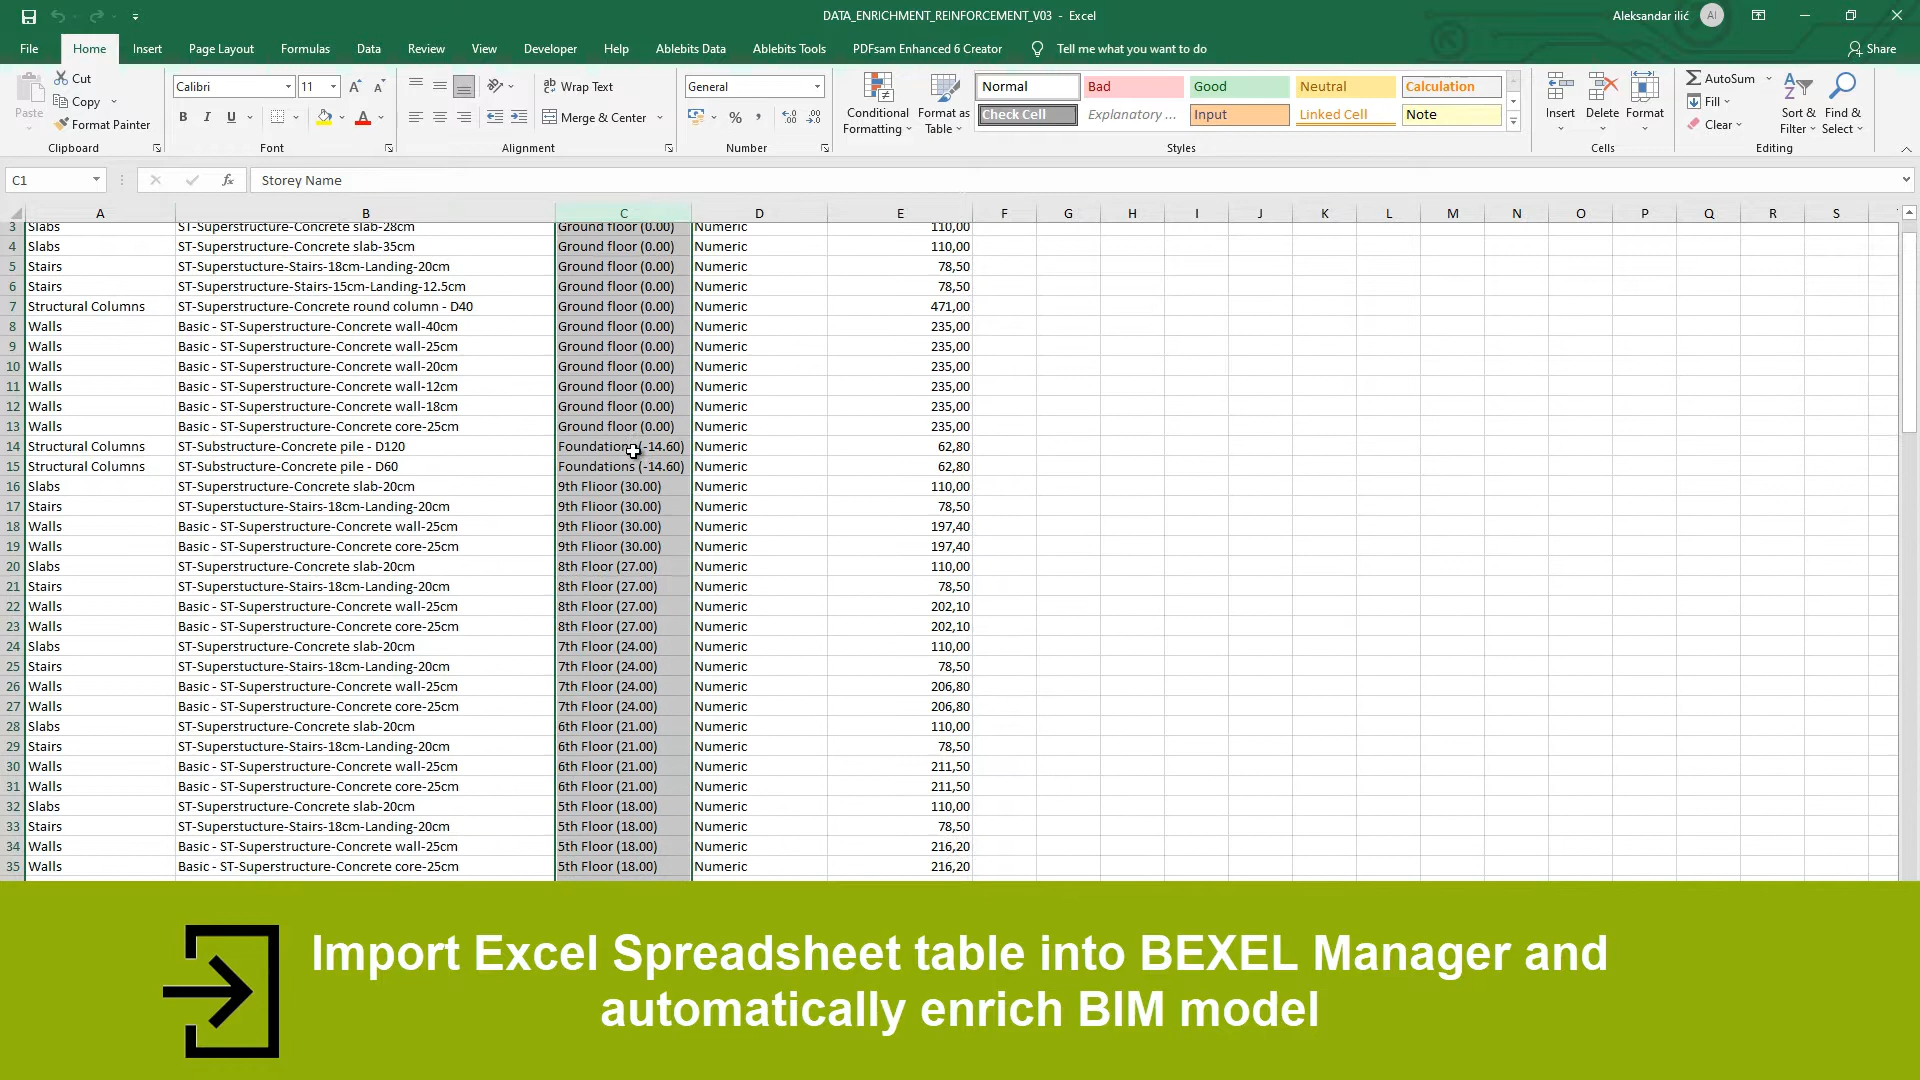 DATA_ENRICHMENT_REINFORCEMENT_V03 - Excel
Aleksandar ilić AI
File Home Insert Page Layout Formulas Data Review View Developer Help Ablebits Data Ablebits Tools PDFsam Enhanced 6 Creator Tell me what you want to do Share
Paste
Cut
Copy
Format Painter
Clipboard
Calibri 11
B I U
Font
Wrap Text
Merge & Center
Alignment
General
Number
Conditional Formatting
Format as Table
Normal Bad Good Neutral Calculation
Check Cell Explanatory ... Input Linked Cell Note
Styles
Insert Delete Format
Cells
AutoSum
Fill
Clear
Sort & Filter
Find & Select
Editing
C1 fx Storey Name
A B C D E F G H I J K L M N O P Q R S
3 Slabs ST-Superstructure-Concrete slab-28cm Ground floor (0.00) Numeric 110,00
4 Slabs ST-Superstructure-Concrete slab-35cm Ground floor (0.00) Numeric 110,00
5 Stairs ST-Superstucture-Stairs-18cm-Landing-20cm Ground floor (0.00) Numeric 78,50
6 Stairs ST-Superstructure-Stairs-15cm-Landing-12.5cm Ground floor (0.00) Numeric 78,50
7 Structural Columns ST-Superstructure-Concrete round column - D40 Ground floor (0.00) Numeric 471,00
8 Walls Basic - ST-Superstructure-Concrete wall-40cm Ground floor (0.00) Numeric 235,00
9 Walls Basic - ST-Superstructure-Concrete wall-25cm Ground floor (0.00) Numeric 235,00
10 Walls Basic - ST-Superstructure-Concrete wall-20cm Ground floor (0.00) Numeric 235,00
11 Walls Basic - ST-Superstructure-Concrete wall-12cm Ground floor (0.00) Numeric 235,00
12 Walls Basic - ST-Superstructure-Concrete wall-18cm Ground floor (0.00) Numeric 235,00
13 Walls Basic - ST-Superstructure-Concrete core-25cm Ground floor (0.00) Numeric 235,00
14 Structural Columns ST-Substructure-Concrete pile - D120 Foundations (-14.60) Numeric 62,80
15 Structural Columns ST-Substructure-Concrete pile - D60 Foundations (-14.60) Numeric 62,80
16 Slabs ST-Superstructure-Concrete slab-20cm 9th Flioor (30.00) Numeric 110,00
17 Stairs ST-Superstucture-Stairs-18cm-Landing-20cm 9th Flioor (30.00) Numeric 78,50
18 Walls Basic - ST-Superstructure-Concrete wall-25cm 9th Flioor (30.00) Numeric 197,40
19 Walls Basic - ST-Superstructure-Concrete core-25cm 9th Flioor (30.00) Numeric 197,40
20 Slabs ST-Superstructure-Concrete slab-20cm 8th Floor (27.00) Numeric 110,00
21 Stairs ST-Superstucture-Stairs-18cm-Landing-20cm 8th Floor (27.00) Numeric 78,50
22 Walls Basic - ST-Superstructure-Concrete wall-25cm 8th Floor (27.00) Numeric 202,10
23 Walls Basic - ST-Superstructure-Concrete core-25cm 8th Floor (27.00) Numeric 202,10
24 Slabs ST-Superstructure-Concrete slab-20cm 7th Floor (24.00) Numeric 110,00
25 Stairs ST-Superstucture-Stairs-18cm-Landing-20cm 7th Floor (24.00) Numeric 78,50
26 Walls Basic - ST-Superstructure-Concrete wall-25cm 7th Floor (24.00) Numeric 206,80
27 Walls Basic - ST-Superstructure-Concrete core-25cm 7th Floor (24.00) Numeric 206,80
28 Slabs ST-Superstructure-Concrete slab-20cm 6th Floor (21.00) Numeric 110,00
29 Stairs ST-Superstucture-Stairs-18cm-Landing-20cm 6th Floor (21.00) Numeric 78,50
30 Walls Basic - ST-Superstructure-Concrete wall-25cm 6th Floor (21.00) Numeric 211,50
31 Walls Basic - ST-Superstructure-Concrete core-25cm 6th Floor (21.00) Numeric 211,50
32 Slabs ST-Superstructure-Concrete slab-20cm 5th Floor (18.00) Numeric 110,00
33 Stairs ST-Superstucture-Stairs-18cm-Landing-20cm 5th Floor (18.00) Numeric 78,50
34 Walls Basic - ST-Superstructure-Concrete wall-25cm 5th Floor (18.00) Numeric 216,20
35 Walls Basic - ST-Superstructure-Concrete core-25cm 5th Floor (18.00) Numeric 216,20
Import Excel Spreadsheet table into BEXEL Manager and
automatically enrich BIM model